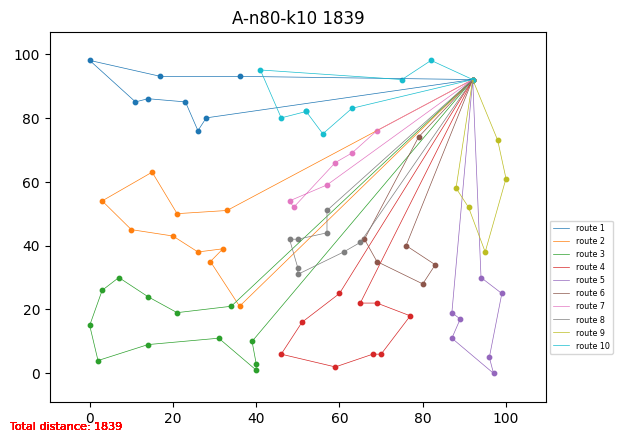 A-n80-k10 1839
100
80
60
40
20
0
0 20 40 60 80 100
route 1
route 2
route 3
route 4
route 5
route 6
route 7
route 8
route 9
route 10
Total distance: 1839